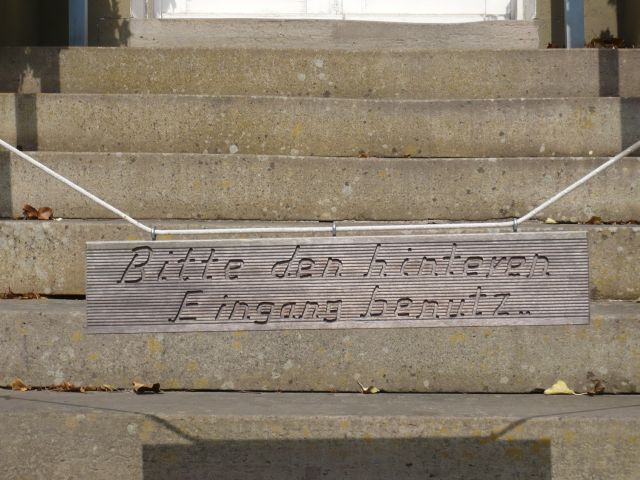 Bitte den hinteren
Eingang benutz..